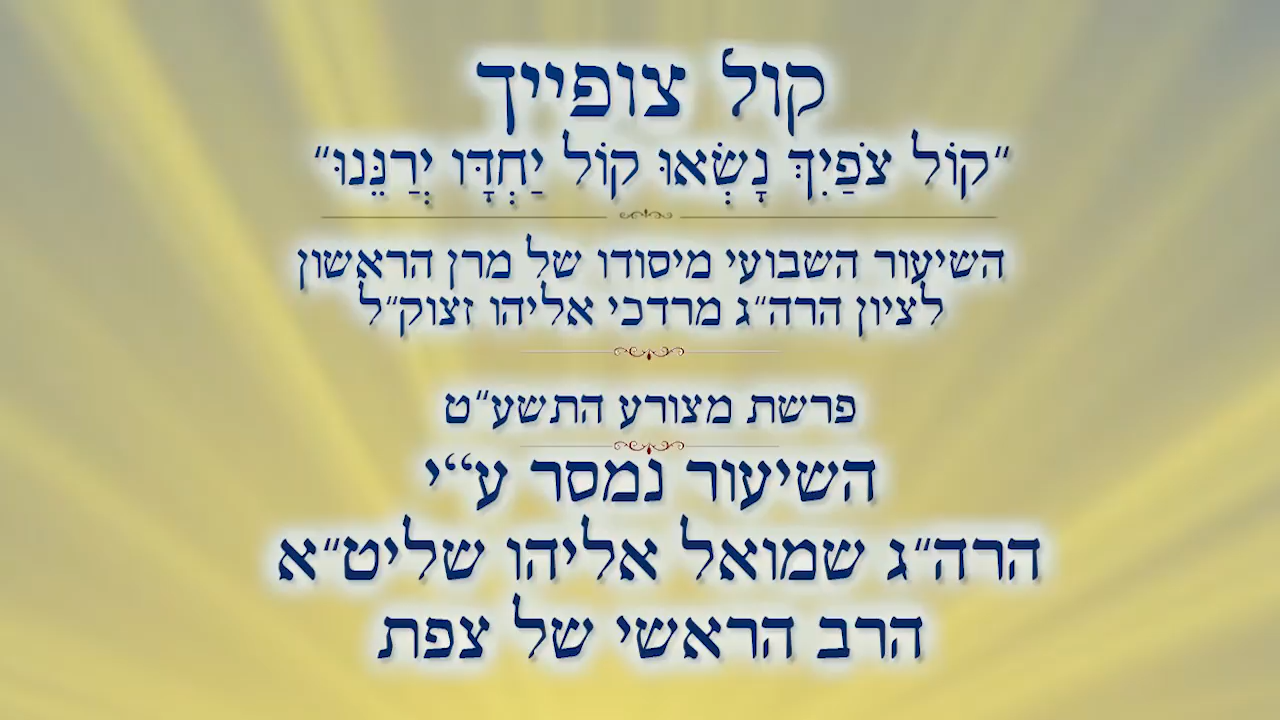 קול צופייך
"קוֹל צֹפַיִךְ נָשְׂאוּ קוֹל יַחְדָּו יְרַנֵּנוּ"
השיעור השבועי מיסודו של מרן הראשון
לציון הרה"ג מרדכי אליהו זצוק"ל
פרשת מצורע התשע"ט
השיעור נמסר ע“י
הרה"ג שמואל אליהו שליט"א
הרב הראשי של צפת